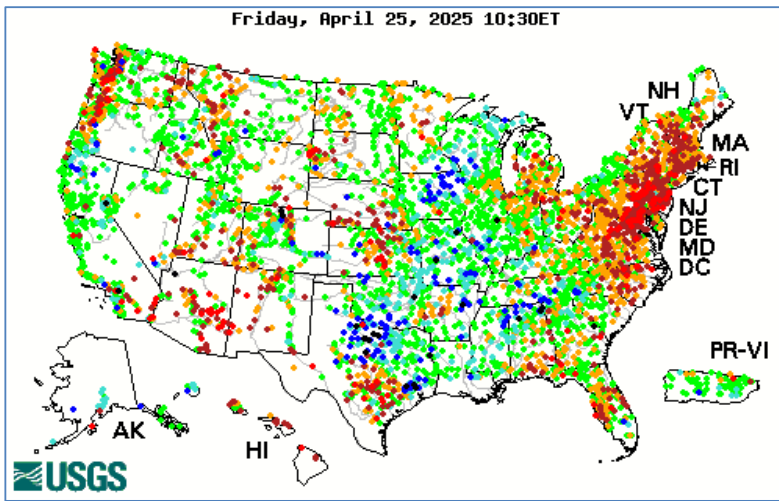 Friday, April 25, 2025 10:30ET
NH
VT
MA
RI
CT
NJ
DE
MD
DC
PR-VI
AK
HI
USGS